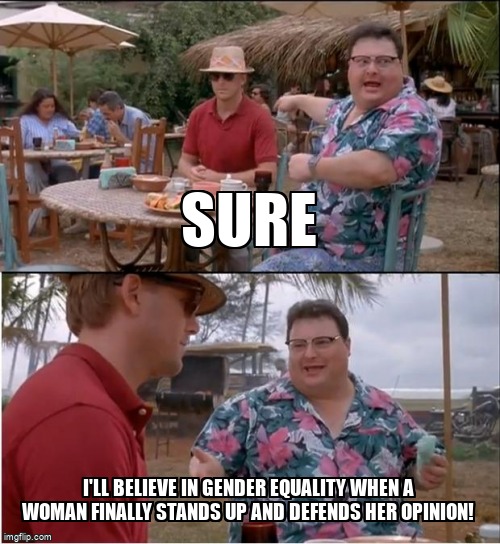 SURE
I'LL BELIEVE IN GENDER EQUALITY WHEN A
WOMAN FINALLY STANDS UP AND DEFENDS HER OPINION!
imgflip.com